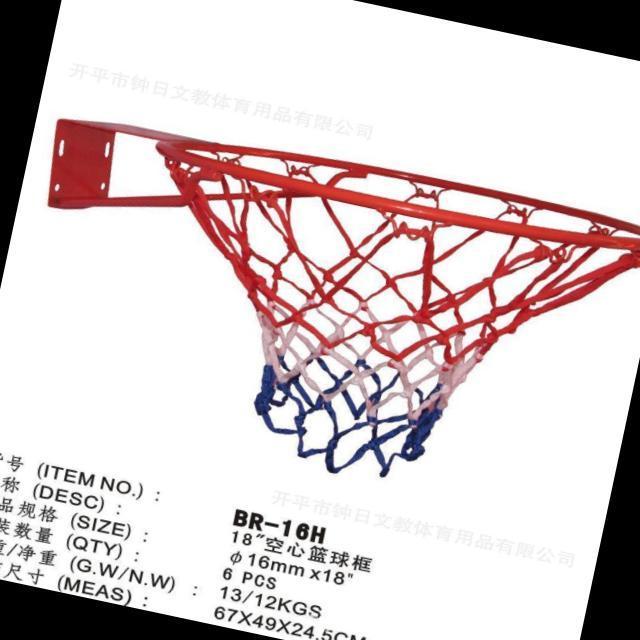 开平市钟日文教体育用品有限公司
开平市钟日文教体育用品有限公司
号 (ITEM NO.) : BR-16H
称 (DESC) : 18″空心篮球框
品规格 (SIZE) : φ16mm x18"
装数量 (QTY) : 6 PCS
重/净重 (G.W/N.W) : 13/12KGS
尺寸 (MEAS) : 67X49X24.5CM